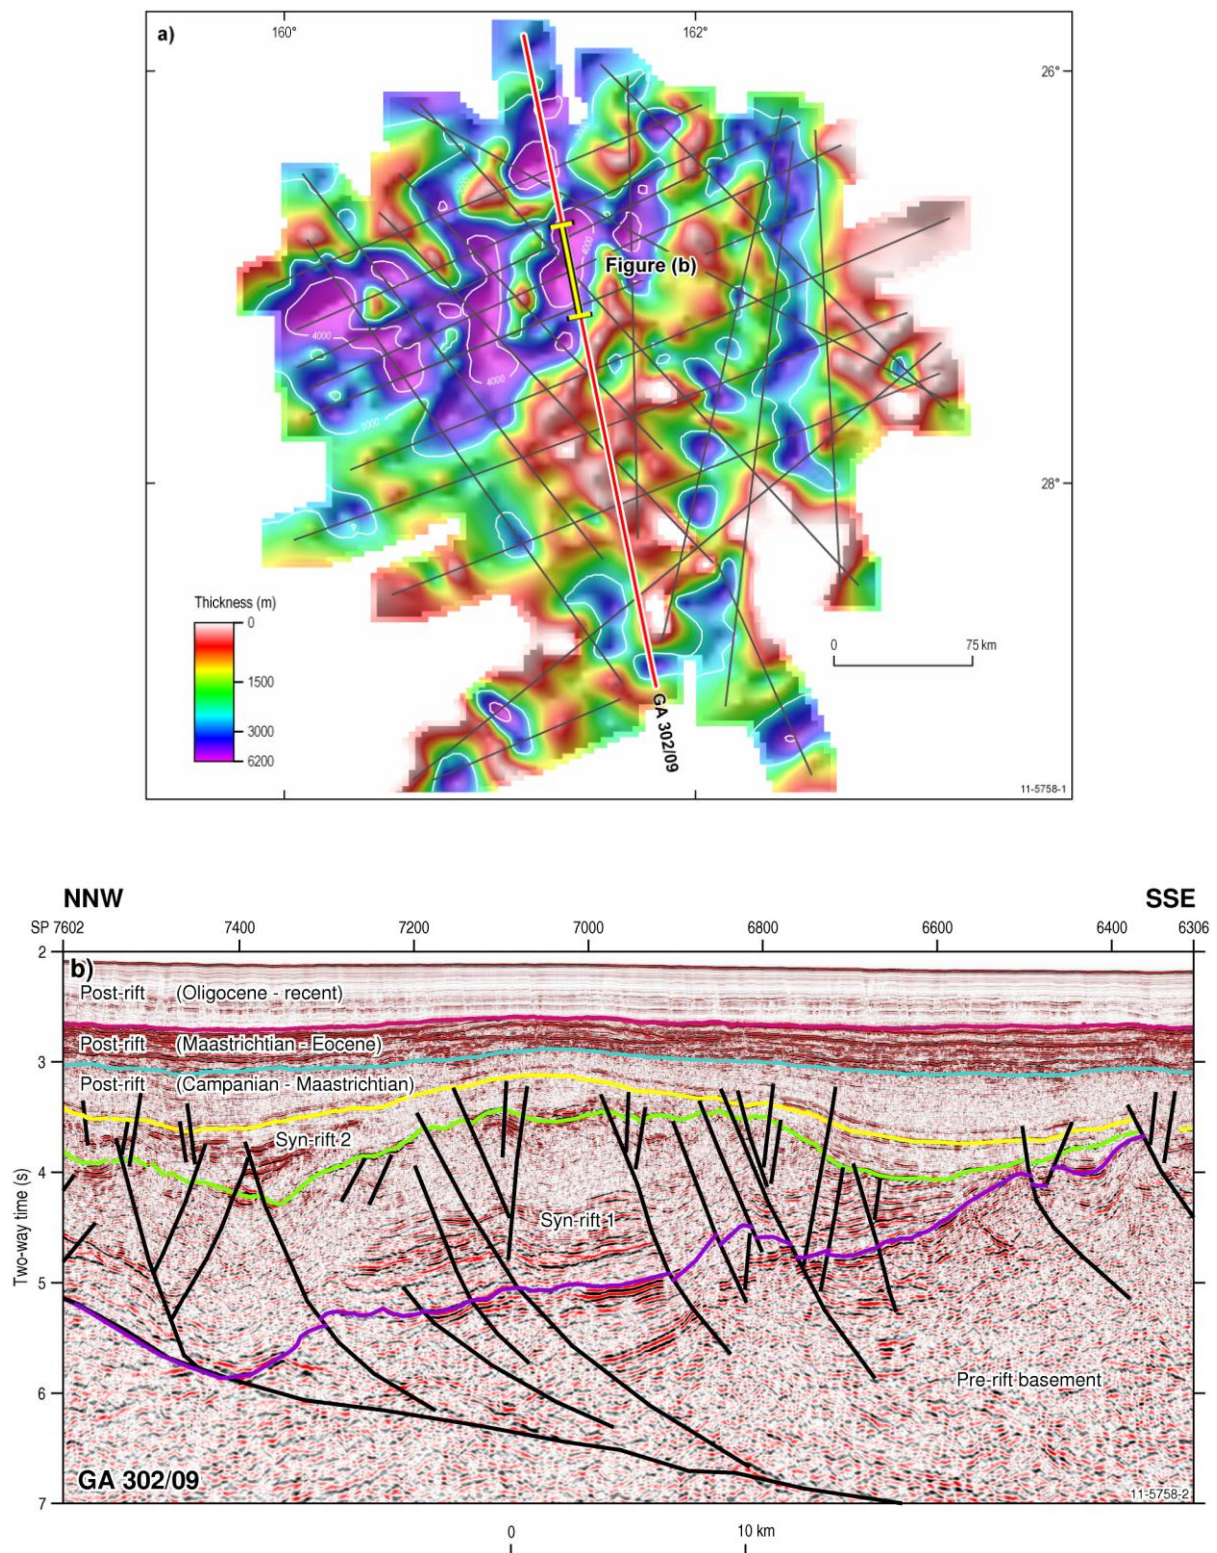 a)
160°
162°
26°
Figure (b)
4000
4000
4000
2000
28°
Thickness (m)
0
1500
3000
6200
0
75 km
GA 302/09
11-5758-1
NNW
SSE
SP 7602
7400
7200
7000
6800
6600
6400
6306
2
b)
Post-rift (Oligocene - recent)
Post-rift (Maastrichtian - Eocene)
3
Post-rift (Campanian - Maastrichtian)
Syn-rift 2
4
Syn-rift 1
Two-way time (s)
5
Pre-rift basement
6
GA 302/09
11-5758-2
7
0
10 km